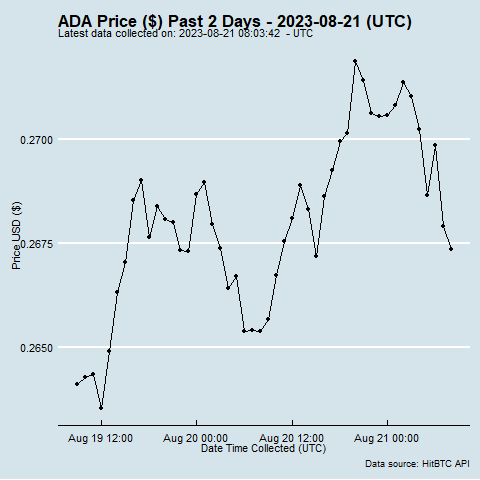 ADA Price ($) Past 2 Days - 2023-08-21 (UTC)
Latest data collected on: 2023-08-21 08:03:42 - UTC
Price USD ($)
0.2700
0.2675
0.2650
Aug 19 12:00 Aug 20 00:00 Aug 20 12:00 Aug 21 00:00
Date Time Collected (UTC)
Data source: HitBTC API